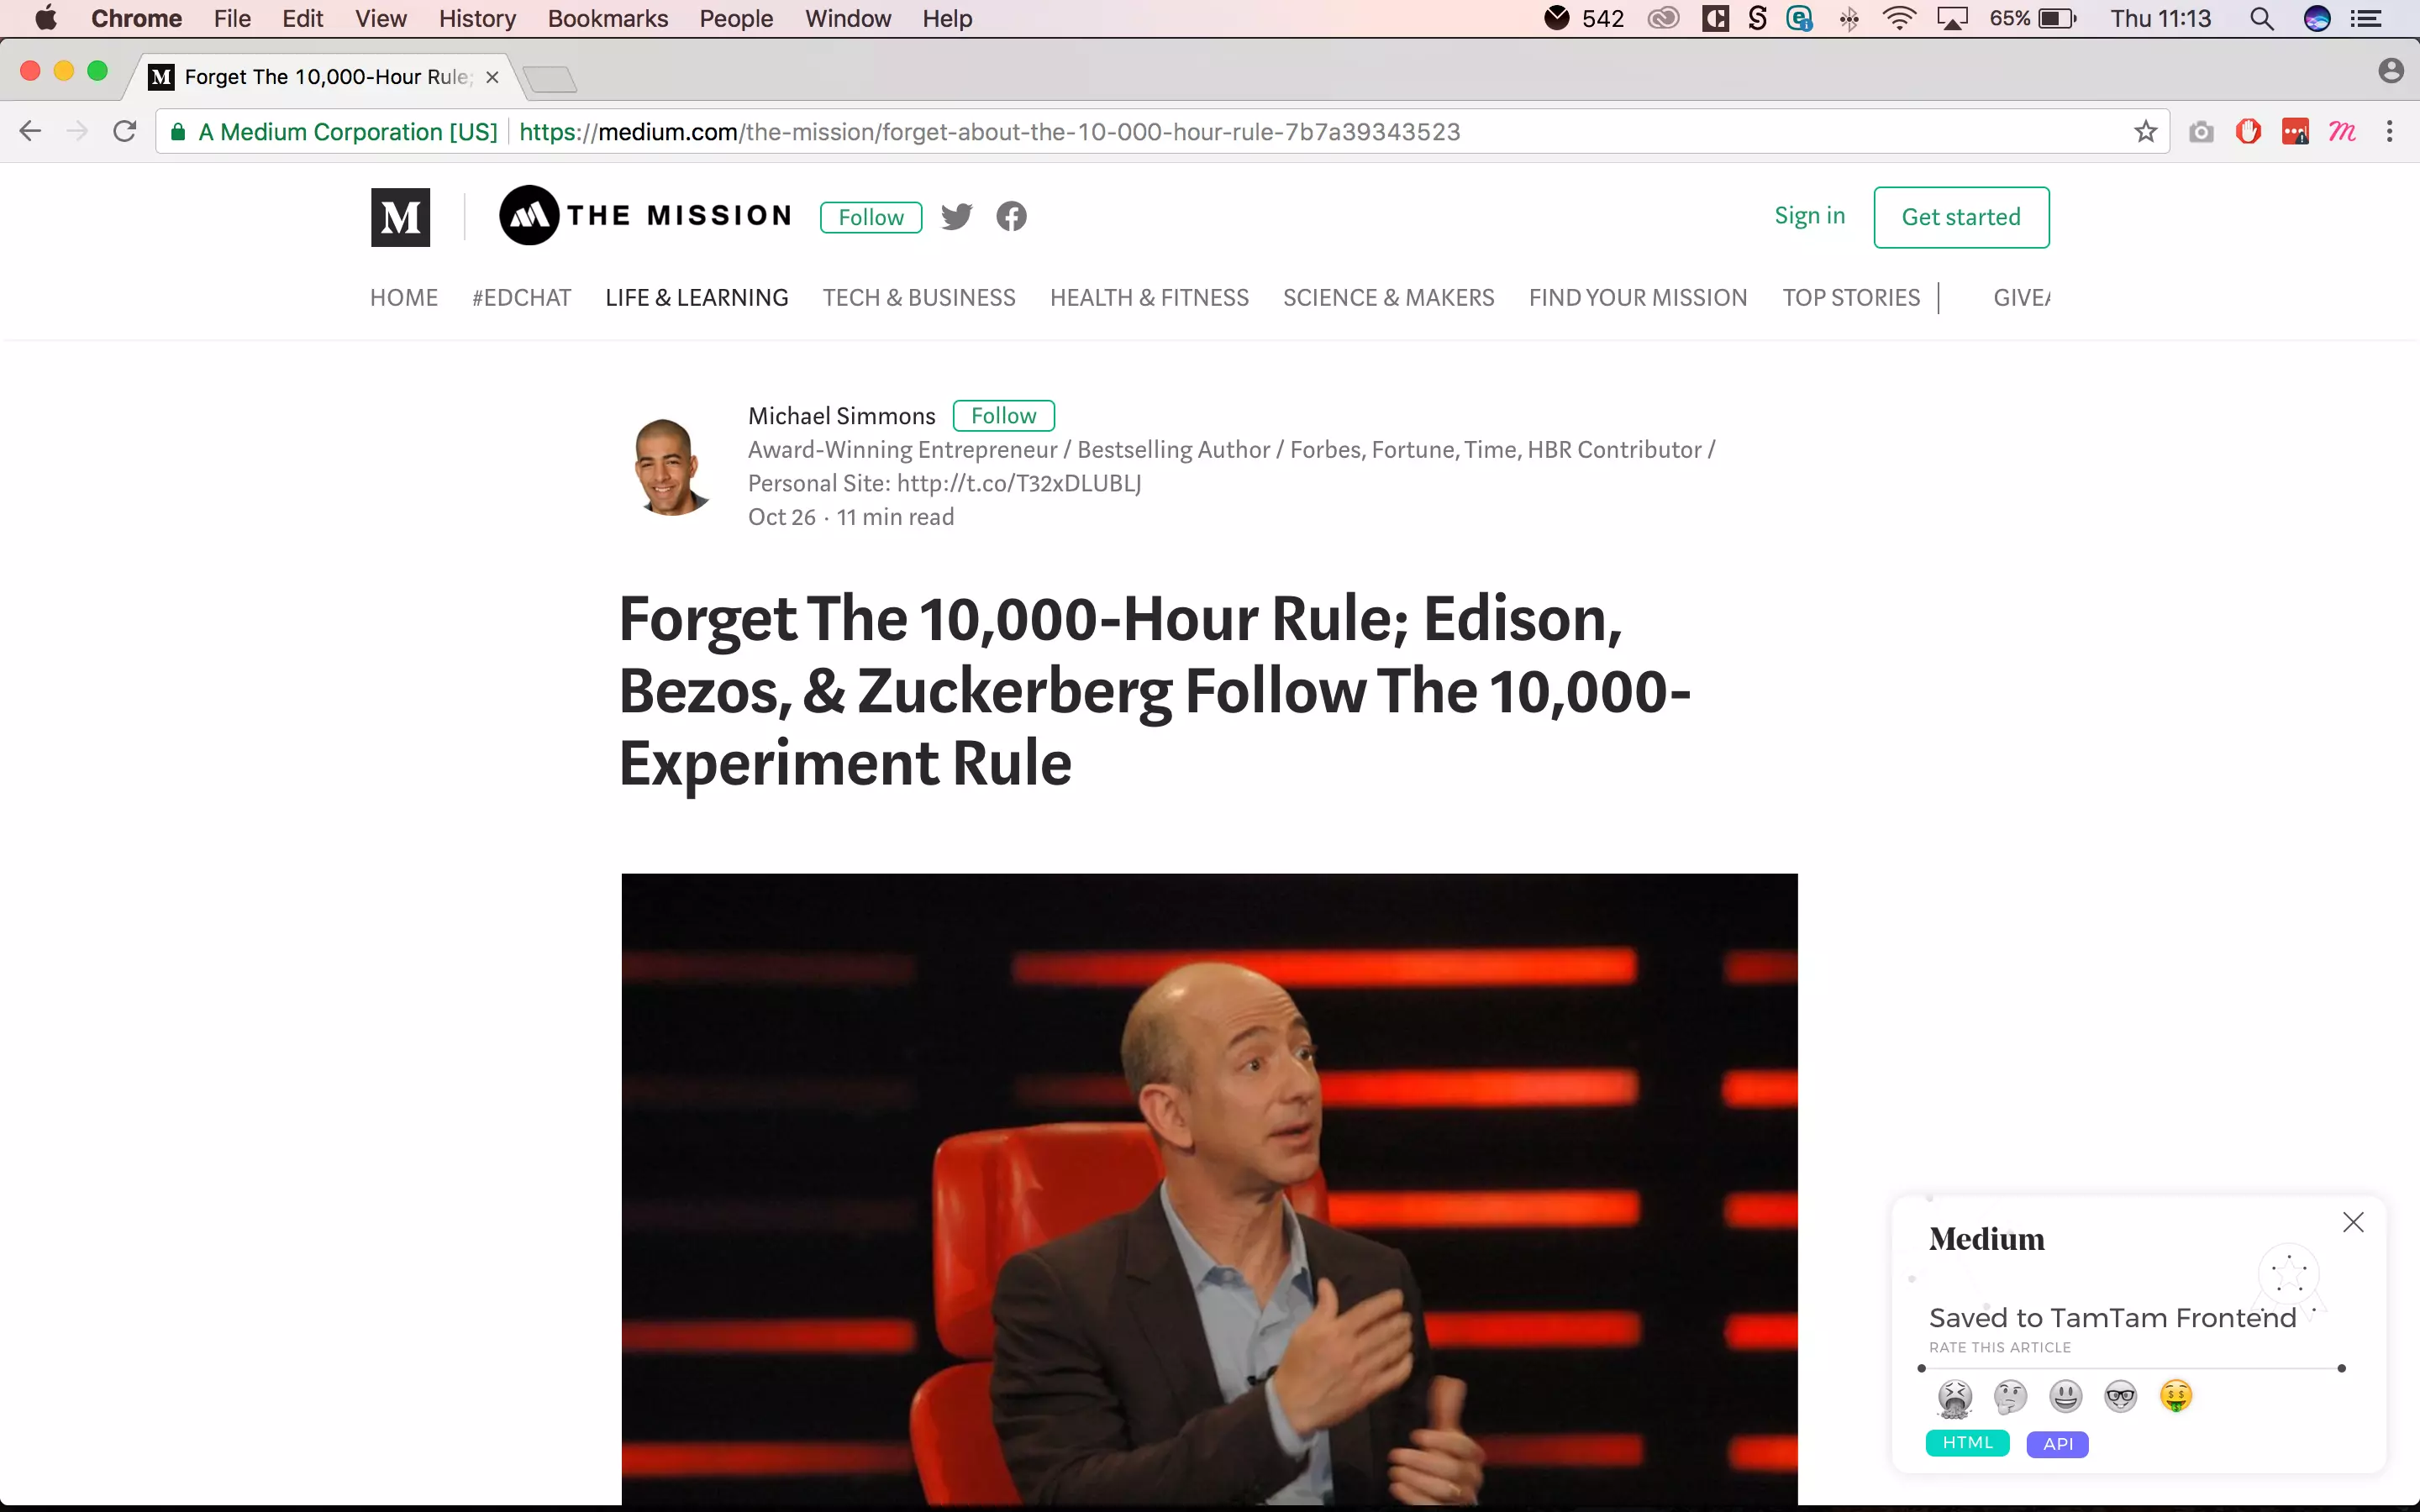 Chrome File Edit View History Bookmarks People Window Help 542 65% Thu 11:13
Forget The 10,000-Hour Rule;
A Medium Corporation [US] https://medium.com/the-mission/forget-about-the-10-000-hour-rule-7b7a39343523
M THE MISSION Follow Sign in Get started
HOME #EDCHAT LIFE & LEARNING TECH & BUSINESS HEALTH & FITNESS SCIENCE & MAKERS FIND YOUR MISSION TOP STORIES GIVEA
Michael Simmons Follow
Award-Winning Entrepreneur / Bestselling Author / Forbes, Fortune, Time, HBR Contributor /
Personal Site: http://t.co/T32xDLUBLJ
Oct 26 · 11 min read
Forget The 10,000-Hour Rule; Edison,
Bezos, & Zuckerberg Follow The 10,000-
Experiment Rule
Medium
Saved to TamTam Frontend
RATE THIS ARTICLE
HTML API